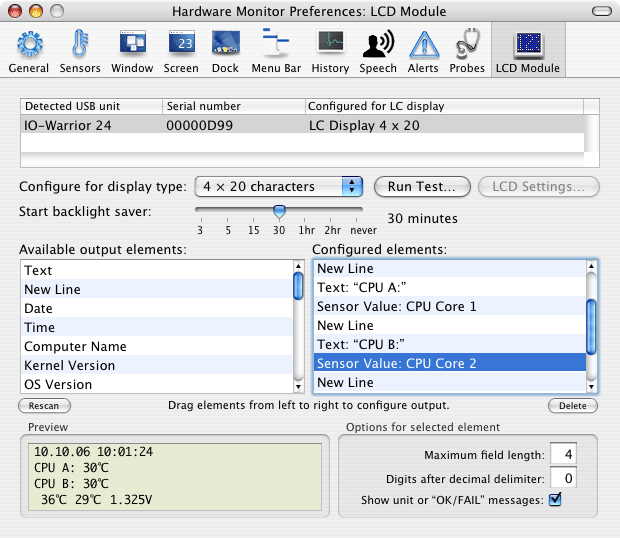 Hardware Monitor Preferences: LCD Module
General Sensors Window Screen Dock Menu Bar History Speech Alerts Probes LCD Module
23
Detected USB unit Serial number Configured for LC display
IO-Warrior 24 00000D99 LC Display 4 x 20
Configure for display type: 4 × 20 characters Run Test... LCD Settings...
Start backlight saver: 30 minutes
3 5 15 30 1hr 2hr never
Available output elements: Configured elements:
Text New Line
New Line Text: “CPU A:”
Date Sensor Value: CPU Core 1
Time New Line
Computer Name Text: “CPU B:”
Kernel Version Sensor Value: CPU Core 2
OS Version New Line
Rescan Drag elements from left to right to configure output. Delete
Preview Options for selected element
10.10.06 10:01:24
CPU A: 30℃
CPU B: 30℃
36℃ 29℃ 1.325V
Maximum field length: 4
Digits after decimal delimiter: 0
Show unit or "OK/FAIL" messages: